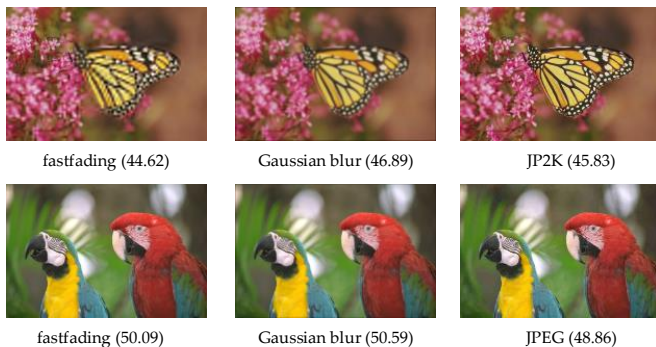 fastfading (44.62)
Gaussian blur (46.89)
JP2K (45.83)
fastfading (50.09)
Gaussian blur (50.59)
JPEG (48.86)